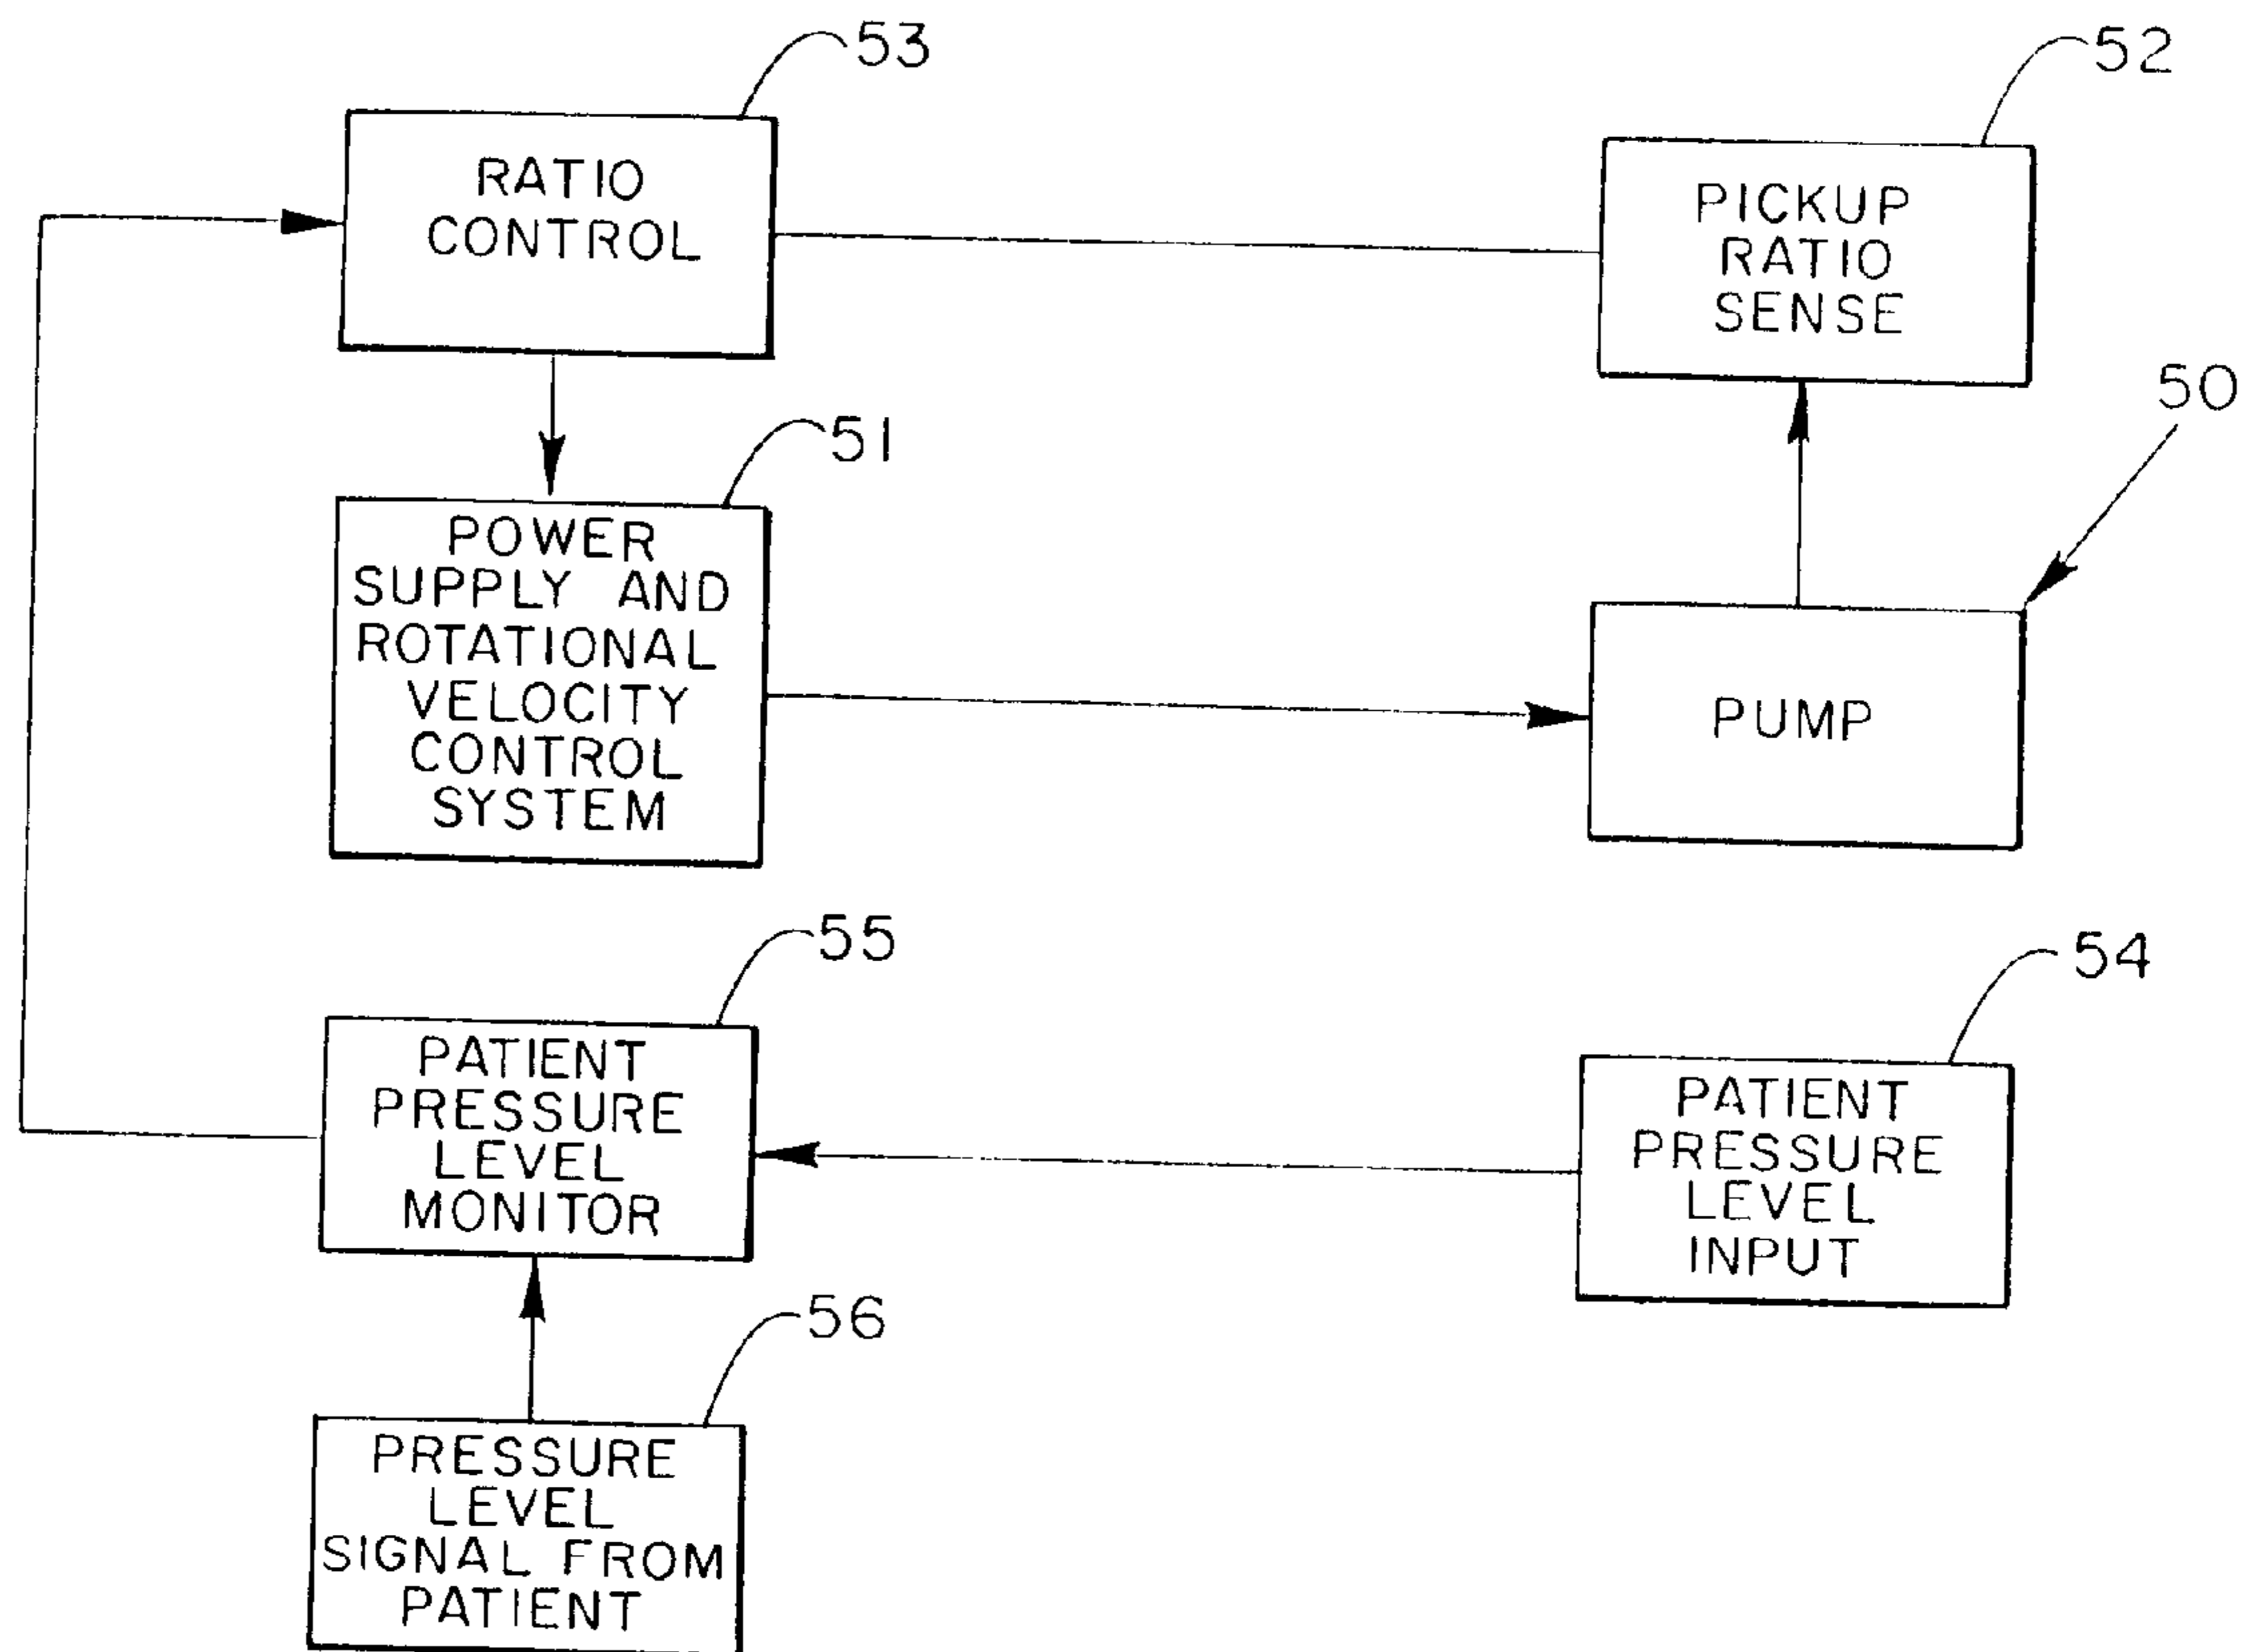 53
RATIO
CONTROL
52
PICKUP
RATIO
SENSE
51
POWER
SUPPLY AND
ROTATIONAL
VELOCITY
CONTROL
SYSTEM
50
PUMP
55
PATIENT
PRESSURE
LEVEL
MONITOR
54
PATIENT
PRESSURE
LEVEL
INPUT
56
PRESSURE
LEVEL
SIGNAL FROM
PATIENT